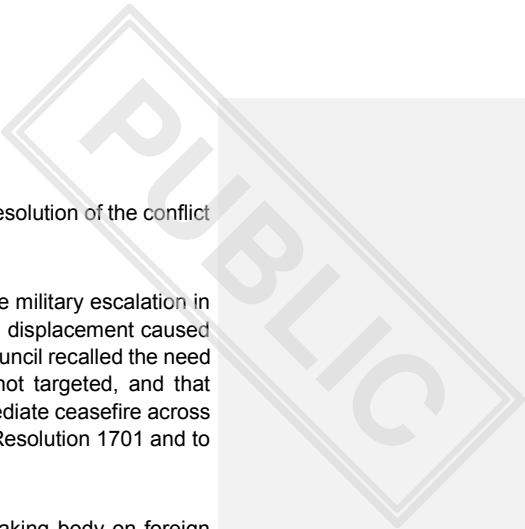 esolution of the conflict
e military escalation in
displacement caused
uncil recalled the need
not targeted, and that
ediate ceasefire across
Resolution 1701 and to
aking body on foreign
PUBLIC